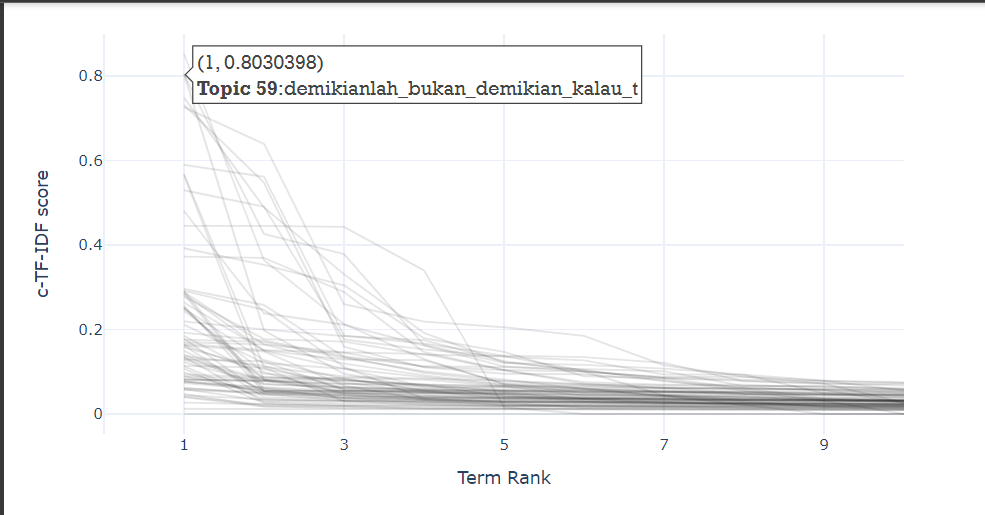 (1, 0.8030398)
Topic 59:demikianlah_bukan_demikian_kalau_t
0.8
0.6
0.4
0.2
0
c-TF-IDF score
1 3 5 7 9
Term Rank